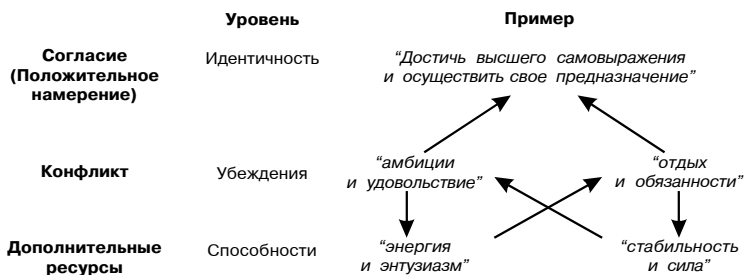 Уровень
Пример
Согласие
(Положительное
намерение)
Идентичность
“Достичь высшего самовыражения
и осуществить свое предназначение”
Конфликт
Убеждения
“амбиции
и удовольствие”
“отдых
и обязанности”
Дополнительные
ресурсы
Способности
“энергия
и энтузиазм”
“стабильность
и сила”